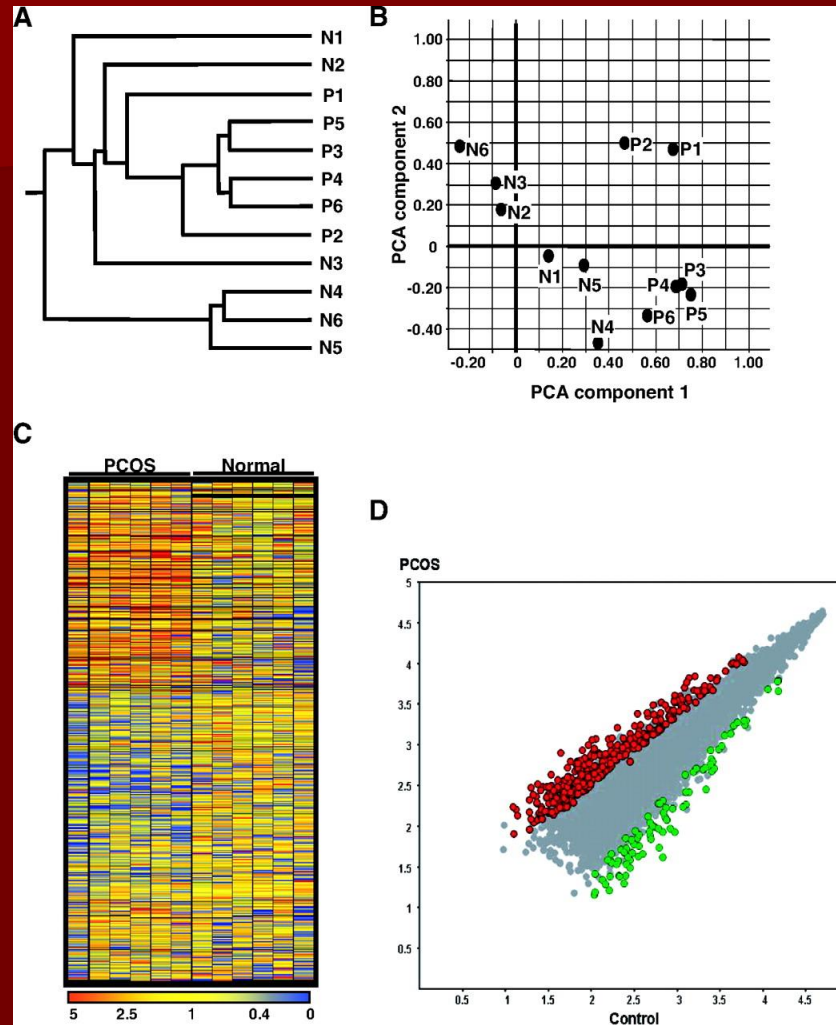 A
N1
N2
P1
P5
P3
P4
P6
P2
N3
N4
N6
N5
B
PCA component 2
1.00
0.80
0.60
0.40
0.20
0
-0.20
-0.40
N6
N3
N2
P2
P1
N1
N5
N4
P4
P3
P6
P5
-0.20 0 0.20 0.40 0.60 0.80 1.00
PCA component 1
C
PCOS Normal
5 2.5 1 0.4 0
D
PCOS
5
4.5
4
3.5
3
2.5
2
1.5
1
0.5
0.5 1 1.5 2 2.5 3 3.5 4 4.5
Control